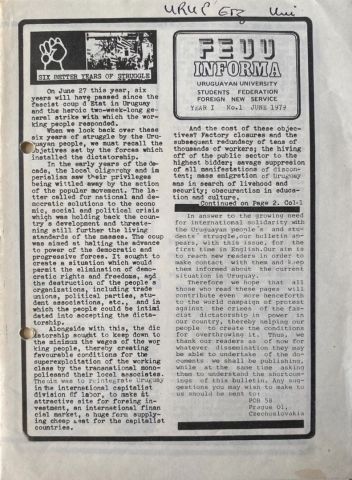 URUG Eng Uni
SIX BITTER YEARS OF STRUGGLE
FEUU
INFORMA
URUGUAYAN UNIVERSITY
STUDENTS FEDERATION
FOREIGN NEW SERVICE
YEAR I No.1 JUNE 1979
On June 27 this year, six
years will have passed since the
fascist coup d Etat in Uruguay
and the heroic two-week-long ge-
neral strike with which the wor-
king people responded.
When we look back over these
six years of struggle by the Uru-
guayan people, we must recall the
objetives set by the forces which
installed the dictatorship.
In the early years of the de-
cade, the local oligarchy and im
perialism saw their privileges
being witled away by the action
of the popular movement. The la-
tter called for national and de-
mocratic solutions to the econo
mic, social and political crisis
which was holding back the coun-
try's development and threate-
ning still further the living
standards of the masses. The coup
was aimed at halting the advance
to power of the democratic and
progressive forces. It sought to
create a situation which would
permit the elimination of demo-
cratic rights and freedoms, and
the destruction of the people's
organizations, including trade
unions, political parties, stu-
dent associations, etc., and in
which the people could be intimi
dated into accepting the dicta-
torship.
Alongside with this, the dic
datorship sought to keep down to
the minimum the wages of the wor
king people, thereby creating
favourable conditions for the
superexploitation of the working
class by the transnational mono-
polies and their local associates.
The aim was to reintegrate Uruguay
in the international capitalist
division of labor, to make it
attractive site for foreing in-
vestment, an international finan
cial market, a huge farm supply-
ing cheap meat for the capitalist
countries.
And the cost of these objec-
tives? Factory closures and the
subsequent redundancy of tens of
thousands of workers; the hiving
off of the public sector to the
highest bidder; savage suppresion
of all manifestations of discon-
tent; mass emigration of Uruguay
ans in search of livehood and
security; obscurantism in educa-
tion and culture.
Continued on Page 2. Col-1
In answer to the growing need
for international solidarity with
the Uruguayan people's and stu-
dents' struggle, our bulletin ap-
pears, with this issue, for the
first time in English. Our aim is
to reach new readers in order to
make contact with them and keep
them informed about the current
situation in Uruguay.
Therefore we hope that all
those who read these pages will
contribute even more henceforth
to the world campaign of protest
against the crimes of the fas-
cist dictatorship in power in
our country, thereby helping our
people to create the conditions
for overthrowing it. Thus, we
thank our readers as of now for
whatever dissemination they may
be able to undertake of the do-
cuments we shall be publishing,
while at the same time asking
them to understand the shortcom-
ings of this bulletin. Any sug-
gestions you may wish to make to
us should be sent to:
POB 58
Prague 01,
Czechoslovakia